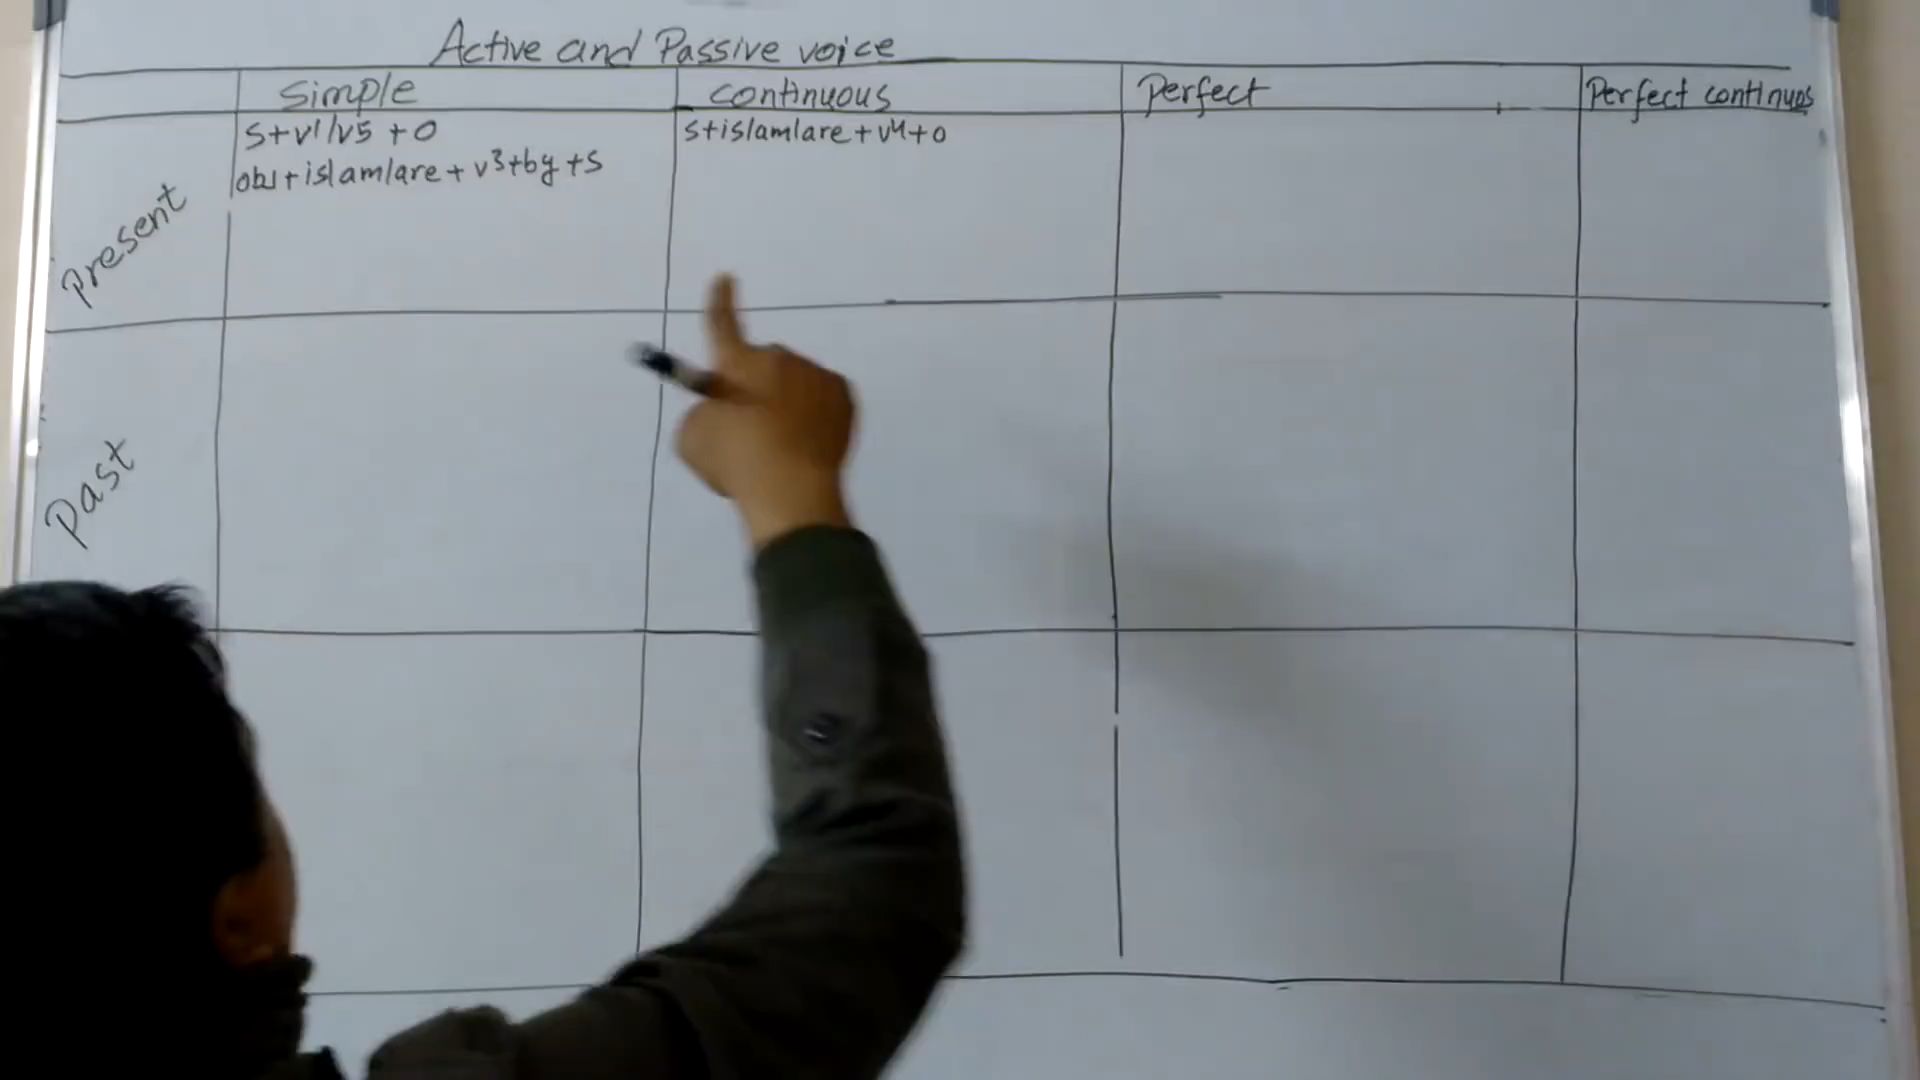 Active and Passive voice
Simple
continuous
Perfect
Perfect continuos
Present
S+v1/v5 +O
obj+is/am/are+v3+by+S
S+is/am/are+v4+o
Past